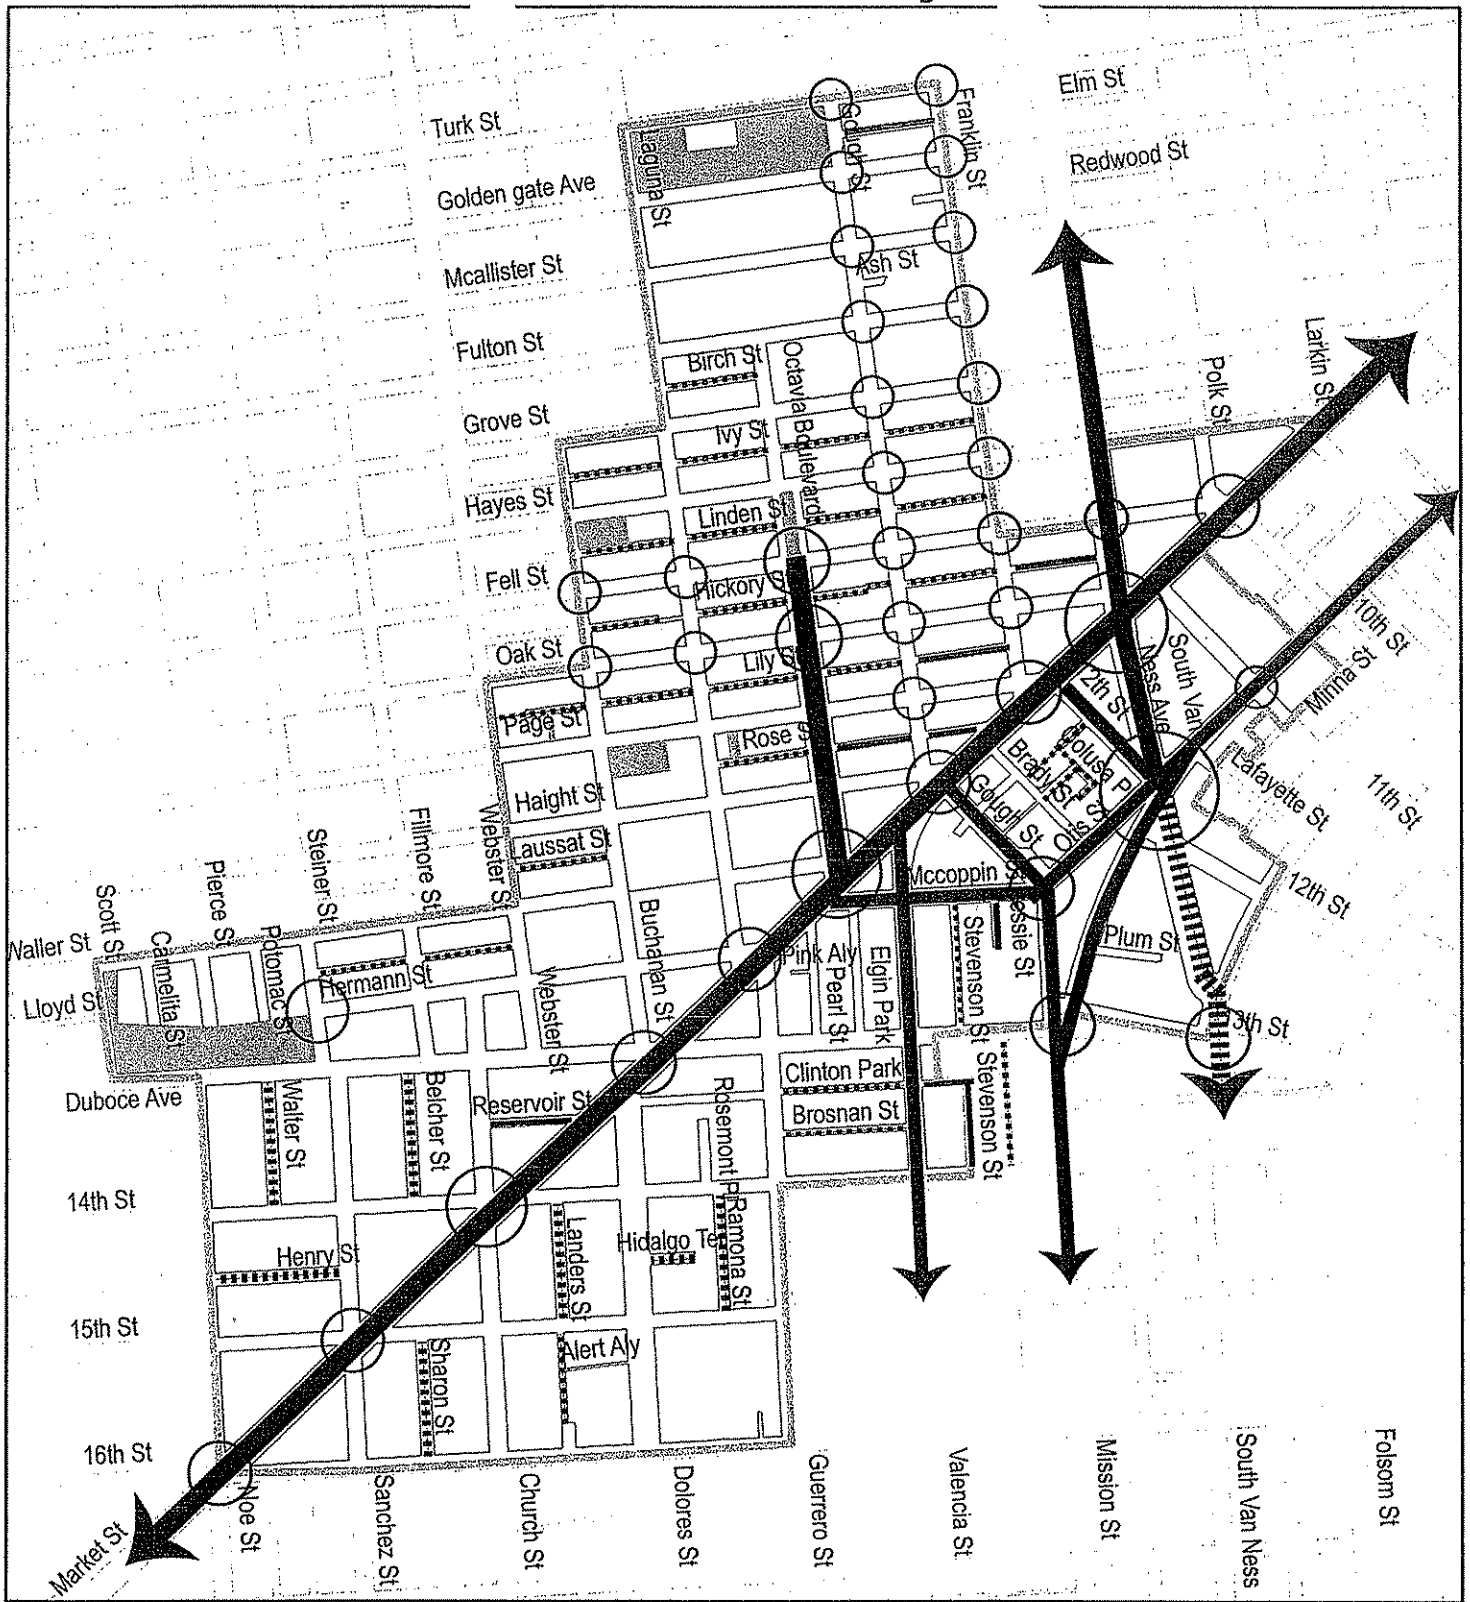 Elm St
Turk St
Franklin St
Gough St
Laguna St
Redwood St
Golden gate Ave
Mcallister St
Ash St
Fulton St
Birch St
Octavia Boulevard
Larkin St
Polk St
Grove St
Ivy St
Hayes St
Linden St
Fell St
Hickory S
10th St
Oak St
Lily S
South Van
Ness Ave
Minna St
2th St
Page St
Rose S
Colusa P
Brady St
Lafayette St
11th St
Haight St
Gough St
Otis S
Laussat St
Webster St
Fillmore St
Steiner St
Pierce St
Scott St
Mccoppin S
12th St
Waller St
Carmelita St
Potomac S
Buchanan St
Jessie St
Stevenson St
Plum St
Pink Aly
Pearl St
Elgin Park
Hermann St
Webster St
Lloyd St
3th St
Clinton Park
Stevenson St
Duboce Ave
Walter St
Belcher St
Reservoir St
Rosemont P
Brosnan St
14th St
Ramona St
Landers St
Hidalgo Te
Henry St
15th St
Alert Aly
Sharon St
16th St
Market St
Noe St
Sanchez St
Church St
Dolores St
Guerrero St
Valencia St
Mission St
South Van Ness
Folsom St